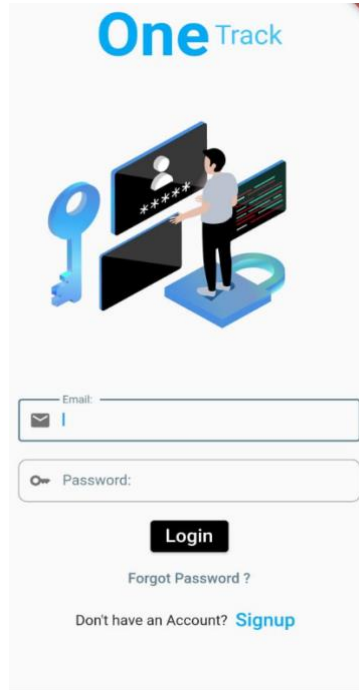 One Track
*****
Email:
Password:
Login
Forgot Password ?
Don't have an Account? Signup